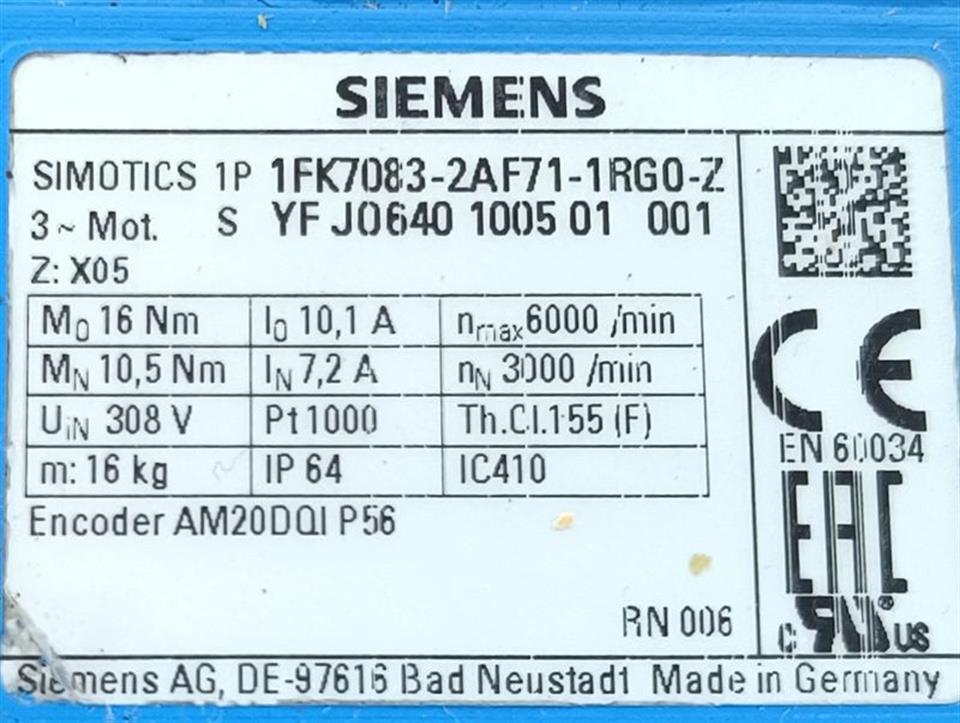 SIEMENS
SIMOTICS 1P 1FK7083-2AF71-1RG0-Z
3~ Mot. S YF J0640 1005 01 001
Z: X05
M0 16 Nm I0 10,1 A nmax 6000 /min
MN 10,5 Nm IN 7,2 A nN 3000 /min
UiN 308 V Pt1000 Th.Cl.155 (F)
m: 16 kg IP 64 IC410
Encoder AM20DQI P56
CE
EN 60034
EAC
RN 006
c UR® US
Siemens AG, DE-97616 Bad Neustadt Made in Germany